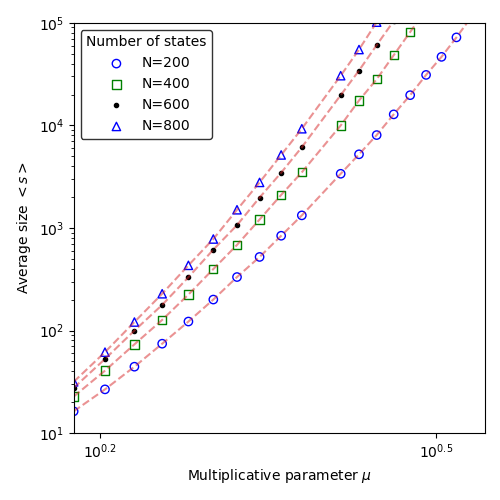 Number of states
N=200
N=400
N=600
N=800
10^5
10^4
10^3
10^2
10^1
Average size < s >
10^0.2
10^0.5
Multiplicative parameter μ